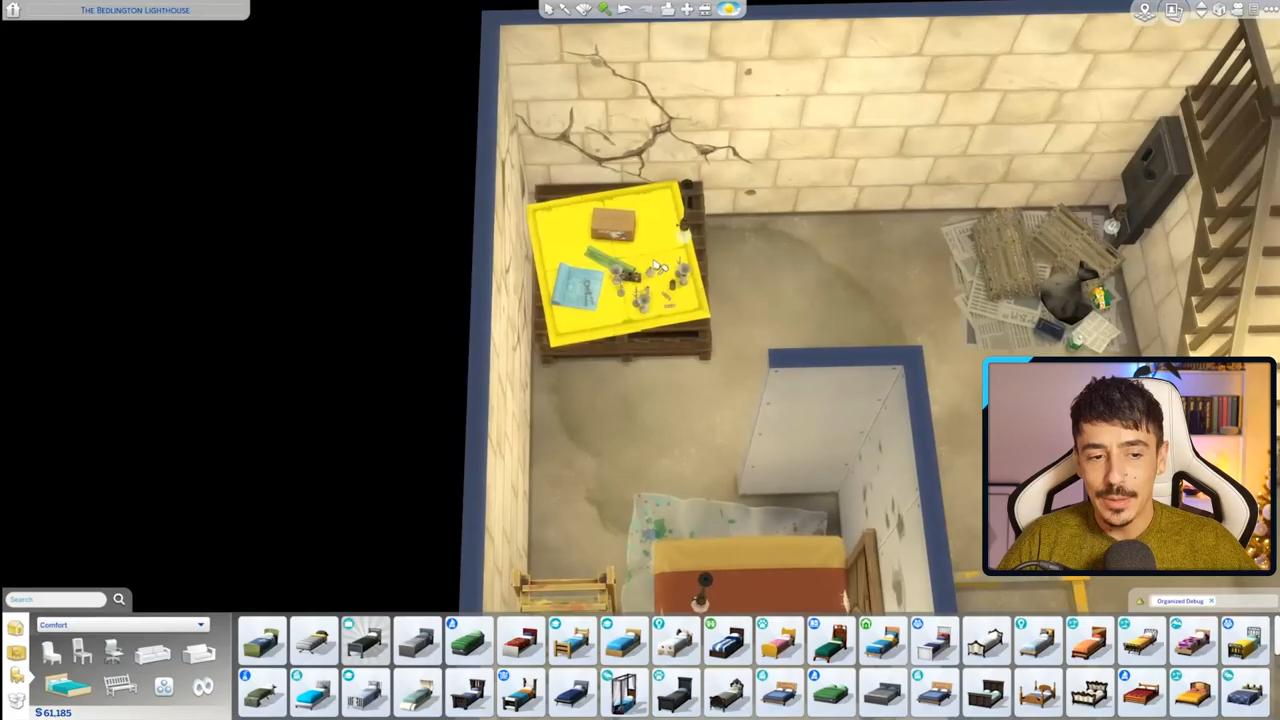 THE BEDLINGTON LIGHTHOUSE
Organized Debug
Search
Comfort
§61,185